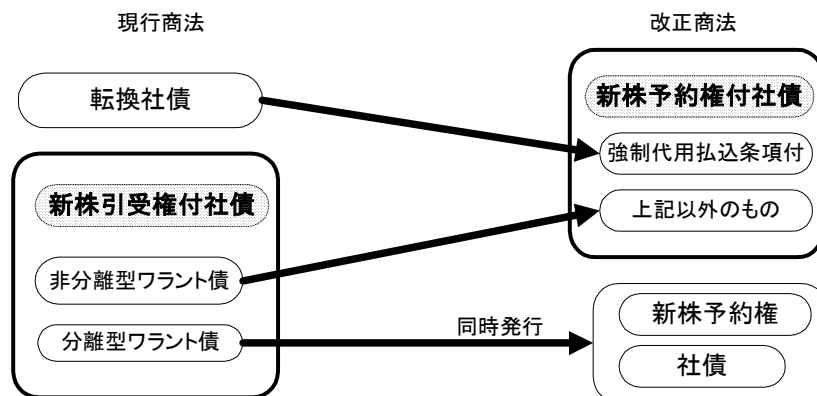 現行商法
改正商法
転換社債
新株予約権付社債
強制代用払込条項付
新株引受権付社債
上記以外のもの
非分離型ワラント債
分離型ワラント債
同時発行
新株予約権
社債